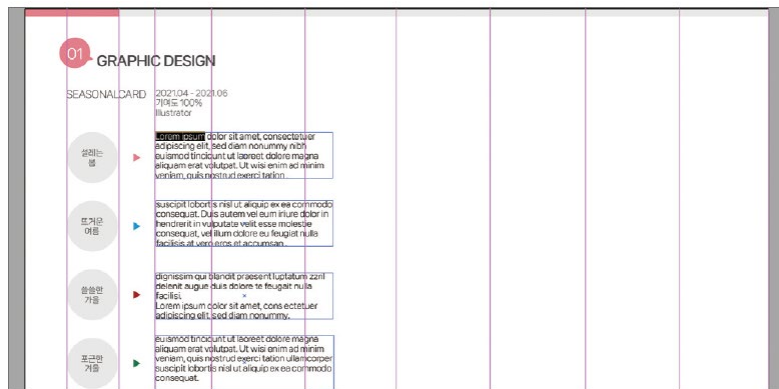 01 GRAPHIC DESIGN
SEASONALCARD
2021.04 - 2021.06
기여도 100%
Illustrator
설레는
봄
Lorem ipsum dolor sit amet, consectetuer
adipiscing elit, sed diam nonummy nibh
euismod tincidunt ut laoreet dolore magna
aliquam erat volutpat. Ut wisi enim ad minim
veniam, quis nostrud exerci tation
뜨거운
여름
suscipit lobortis nisl ut aliquip ex ea commodo
consequat. Duis autem vel eum iriure dolor in
hendrerit in vulputate velit esse molestie
consequat, vel illum dolore eu feugiat nulla
facilisis at vero eros et accumsan.
쓸쓸한
가을
dignissim qui blandit praesent luptatum zzril
delenit augue duis dolore te feugait nulla
facilisi.
Lorem ipsum dolor sit amet, cons ectetuer
adipiscing elit, sed diam nonummy.
포근한
겨울
euismod tincidunt ut laoreet dolore magna
aliquam erat volutpat. Ut wisi enim ad minim
veniam, quis nostrud exerci tation ullamcorper
suscipit lobortis nisl ut aliquip ex ea commodo
consequat.